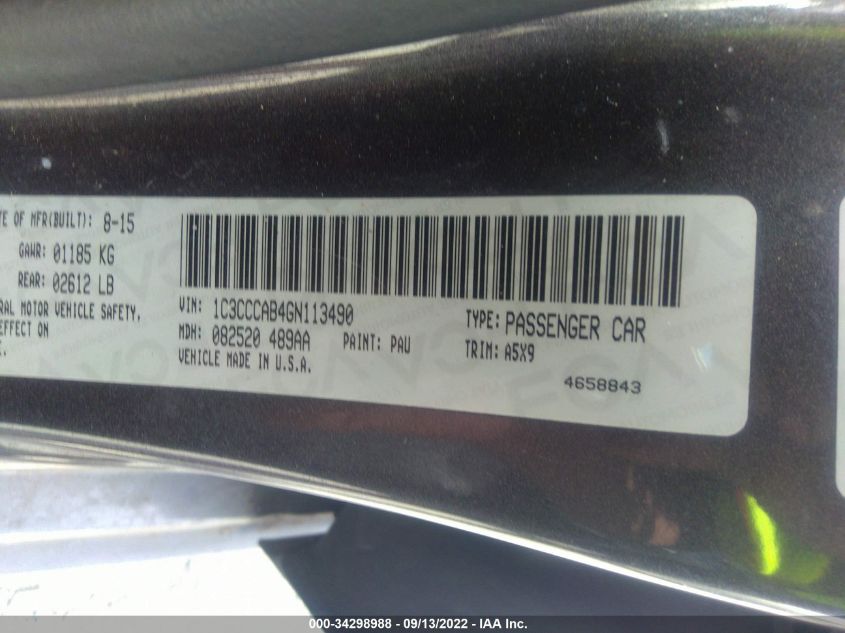 TE OF MFR(BUILT): 8-15
GAWR: 01185 KG
REAR: 02612 LB
RAL MOTOR VEHICLE SAFETY,
EFFECT ON
E.
VIN: 1C3CCCAB4GN113490
MDH: 082520 489AA PAINT: PAU
VEHICLE MADE IN U.S.A.
TYPE: PASSENGER CAR
TRIM: A5X9
4658843
000-34298988 - 09/13/2022 - IAA Inc.